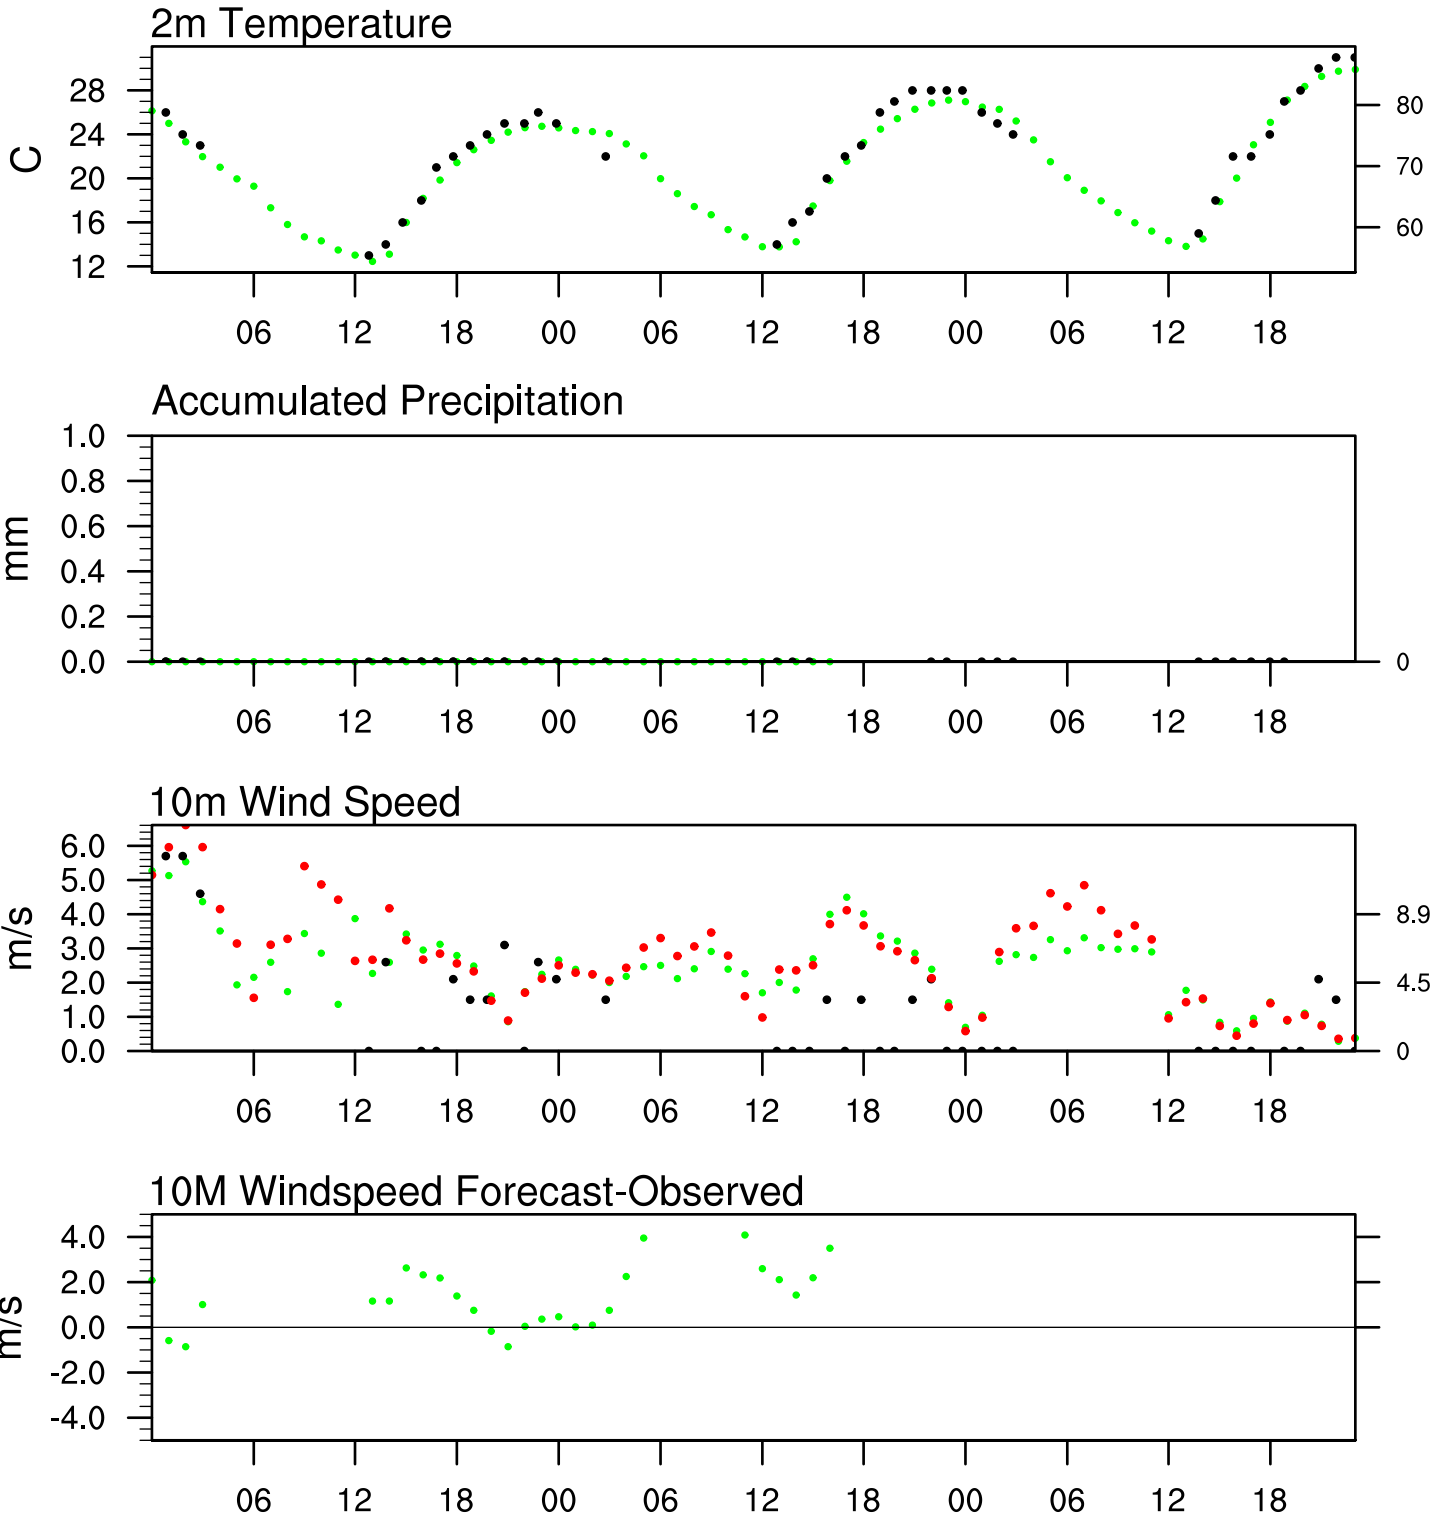 2m Temperature
28
24
20
16
12
C
80
70
60
06 12 18 00 06 12 18 00 06 12 18
Accumulated Precipitation
1.0
0.8
0.6
0.4
0.2
0.0
mm
0
06 12 18 00 06 12 18 00 06 12 18
10m Wind Speed
6.0
5.0
4.0
3.0
2.0
1.0
0.0
m/s
8.9
4.5
0
06 12 18 00 06 12 18 00 06 12 18
10M Windspeed Forecast-Observed
4.0
2.0
0.0
-2.0
-4.0
m/s
06 12 18 00 06 12 18 00 06 12 18